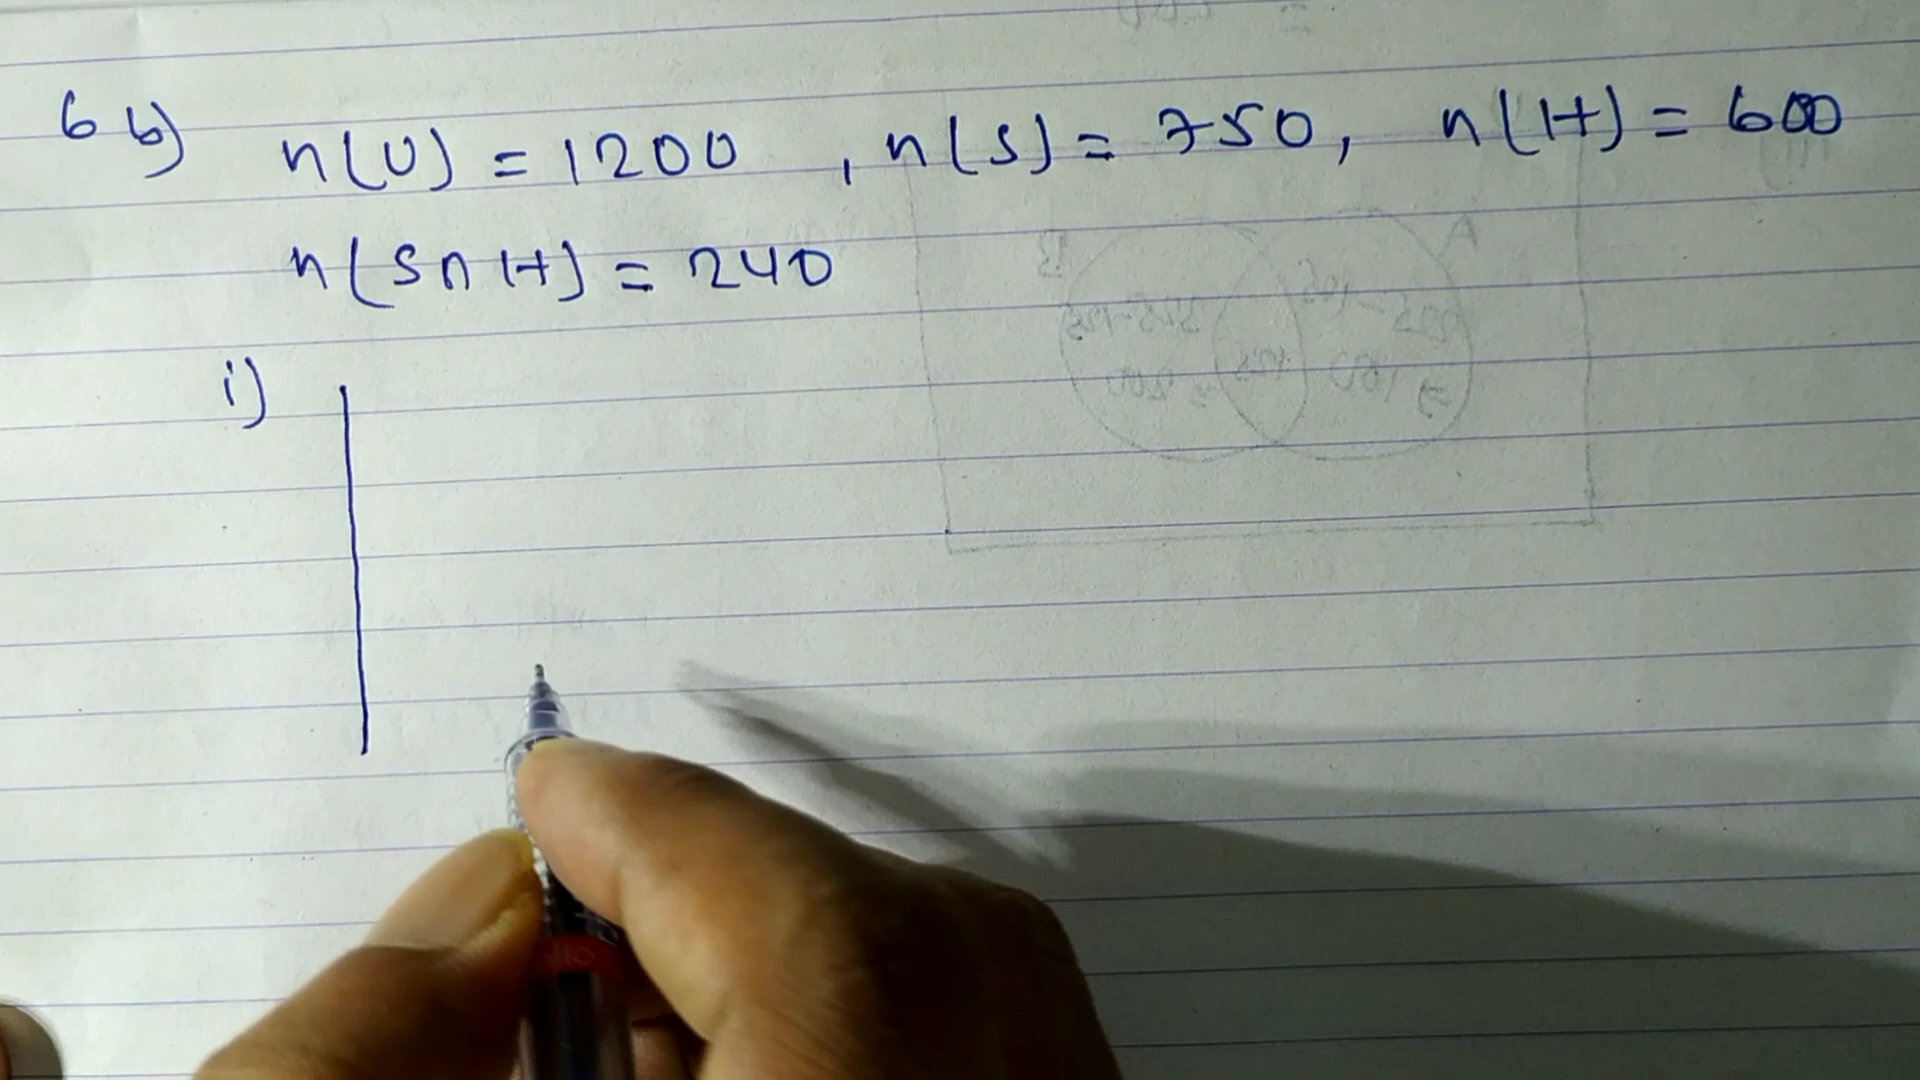 6 b) n(U) = 1200 , n(S) = 750, n(H) = 600
n(S∩H) = 240
i)